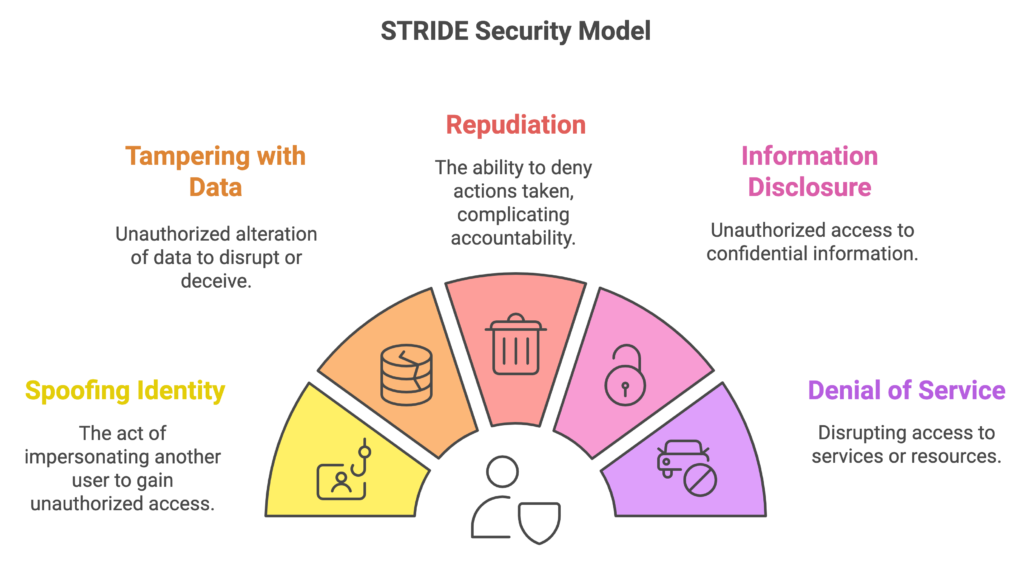 STRIDE Security Model
Repudiation
The ability to deny
actions taken,
complicating
accountability.
Tampering with
Data
Unauthorized alteration
of data to disrupt or
deceive.
Information
Disclosure
Unauthorized access to
confidential information.
Spoofing Identity
The act of
impersonating another
user to gain
unauthorized access.
Denial of Service
Disrupting access to
services or resources.